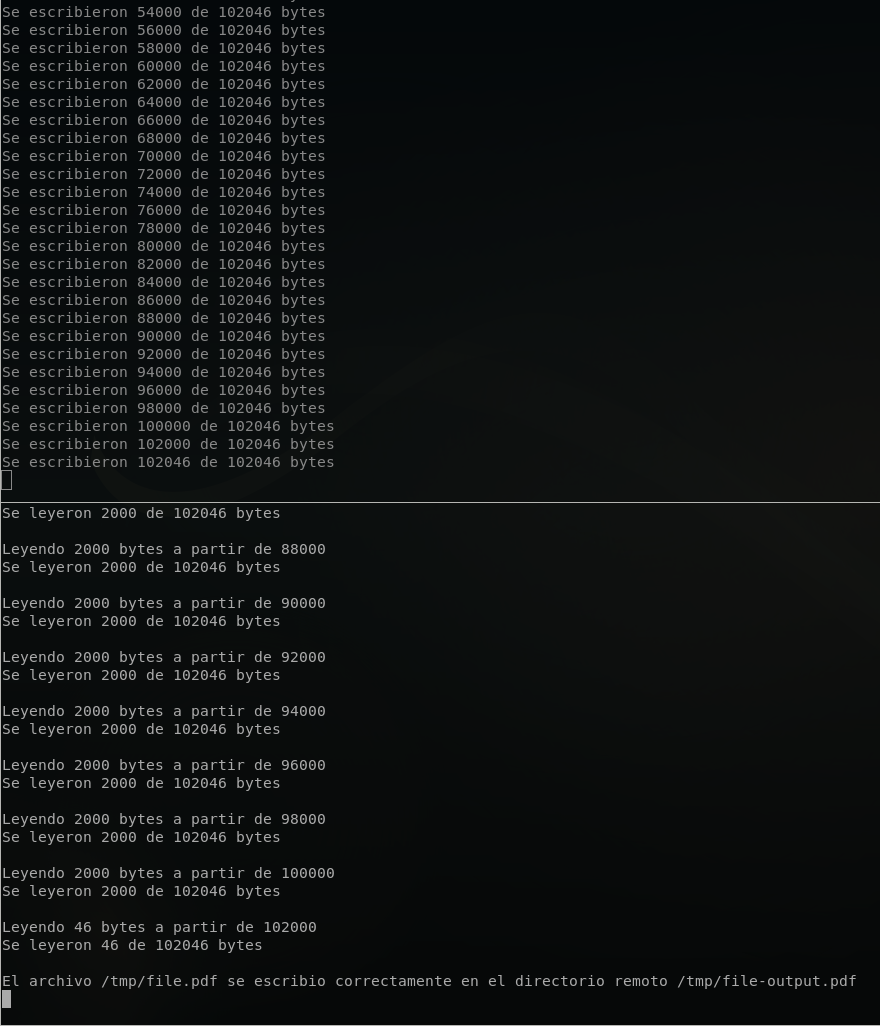 Se escribieron 54000 de 102046 bytes
Se escribieron 56000 de 102046 bytes
Se escribieron 58000 de 102046 bytes
Se escribieron 60000 de 102046 bytes
Se escribieron 62000 de 102046 bytes
Se escribieron 64000 de 102046 bytes
Se escribieron 66000 de 102046 bytes
Se escribieron 68000 de 102046 bytes
Se escribieron 70000 de 102046 bytes
Se escribieron 72000 de 102046 bytes
Se escribieron 74000 de 102046 bytes
Se escribieron 76000 de 102046 bytes
Se escribieron 78000 de 102046 bytes
Se escribieron 80000 de 102046 bytes
Se escribieron 82000 de 102046 bytes
Se escribieron 84000 de 102046 bytes
Se escribieron 86000 de 102046 bytes
Se escribieron 88000 de 102046 bytes
Se escribieron 90000 de 102046 bytes
Se escribieron 92000 de 102046 bytes
Se escribieron 94000 de 102046 bytes
Se escribieron 96000 de 102046 bytes
Se escribieron 98000 de 102046 bytes
Se escribieron 100000 de 102046 bytes
Se escribieron 102000 de 102046 bytes
Se escribieron 102046 de 102046 bytes
Se leyeron 2000 de 102046 bytes
Leyendo 2000 bytes a partir de 88000
Se leyeron 2000 de 102046 bytes
Leyendo 2000 bytes a partir de 90000
Se leyeron 2000 de 102046 bytes
Leyendo 2000 bytes a partir de 92000
Se leyeron 2000 de 102046 bytes
Leyendo 2000 bytes a partir de 94000
Se leyeron 2000 de 102046 bytes
Leyendo 2000 bytes a partir de 96000
Se leyeron 2000 de 102046 bytes
Leyendo 2000 bytes a partir de 98000
Se leyeron 2000 de 102046 bytes
Leyendo 2000 bytes a partir de 100000
Se leyeron 2000 de 102046 bytes
Leyendo 46 bytes a partir de 102000
Se leyeron 46 de 102046 bytes
El archivo /tmp/file.pdf se escribio correctamente en el directorio remoto /tmp/file-output.pdf